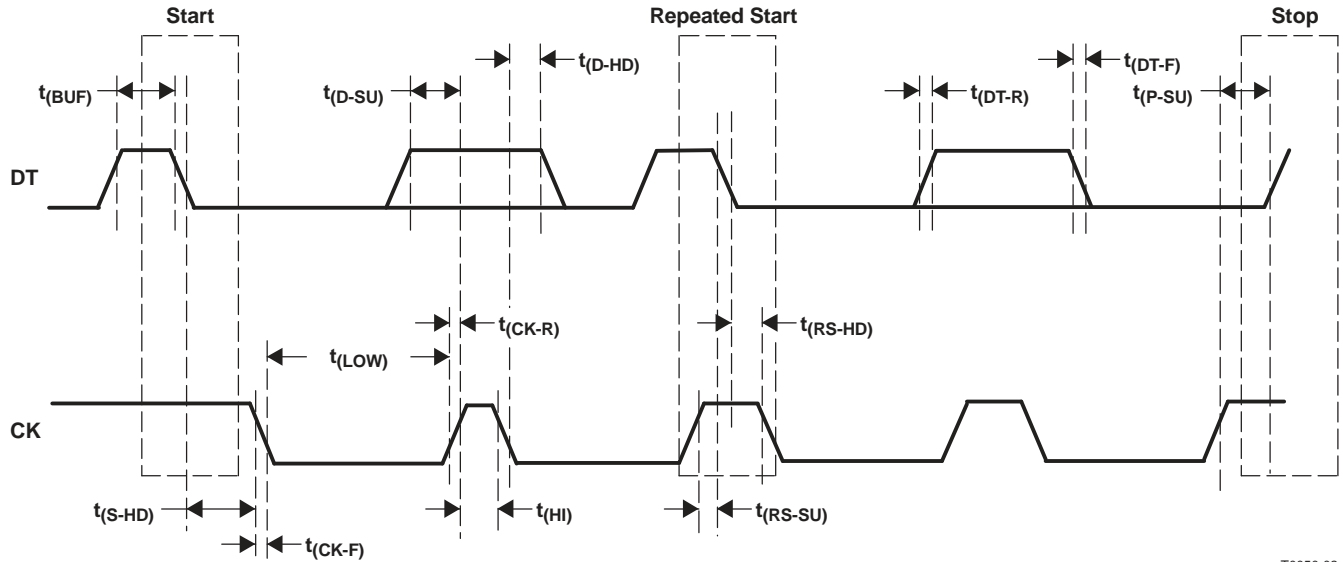 Start
Repeated Start
Stop
t(D-HD)
t(DT-F)
t(BUF)
t(D-SU)
t(DT-R)
t(P-SU)
DT
t(CK-R)
t(RS-HD)
t(LOW)
CK
t(S-HD)
t(HI)
t(RS-SU)
t(CK-F)